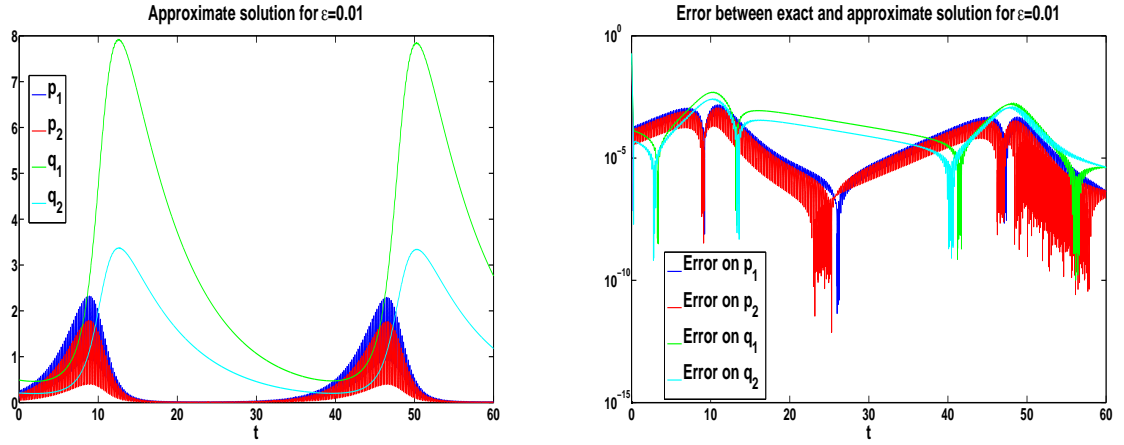 Approximate solution for ε=0.01
8
7
6
5
4
3
2
1
0
p₁
p₂
q₁
q₂
0 10 20 30 40 50 60
t
Error between exact and approximate solution for ε=0.01
10⁰
10⁻⁵
10⁻¹⁰
10⁻¹⁵
Error on p₁
Error on p₂
Error on q₁
Error on q₂
0 10 20 30 40 50 60
t